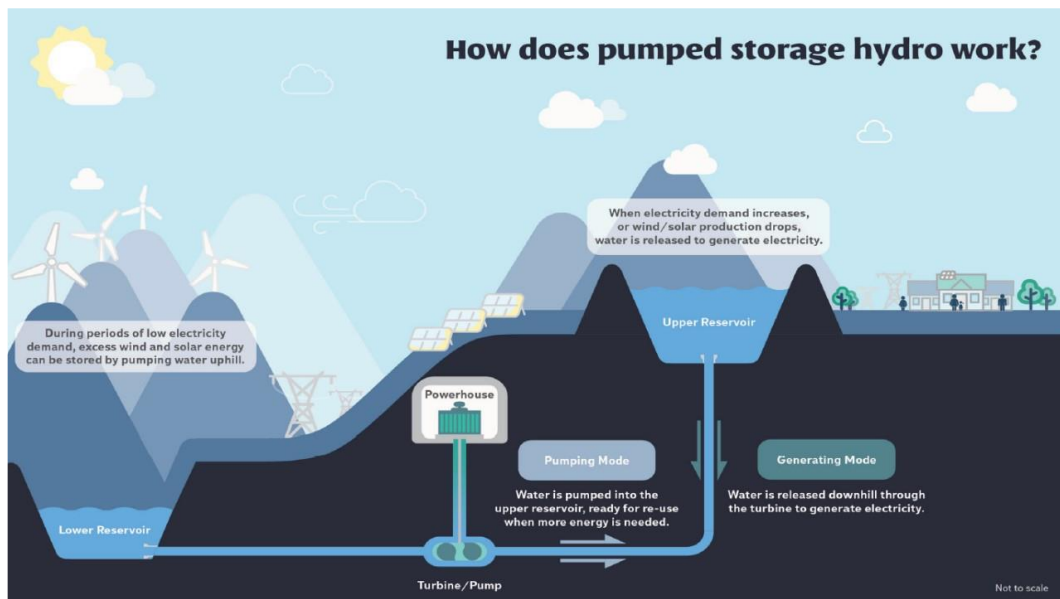 How does pumped storage hydro work?
When electricity demand increases,
or wind/solar production drops,
water is released to generate electricity.
During periods of low electricity
demand, excess wind and solar energy
can be stored by pumping water uphill.
Upper Reservoir
Powerhouse
Pumping Mode
Water is pumped into the
upper reservoir, ready for re-use
when more energy is needed.
Generating Mode
Water is released downhill through
the turbine to generate electricity.
Lower Reservoir
Turbine/Pump
Not to scale